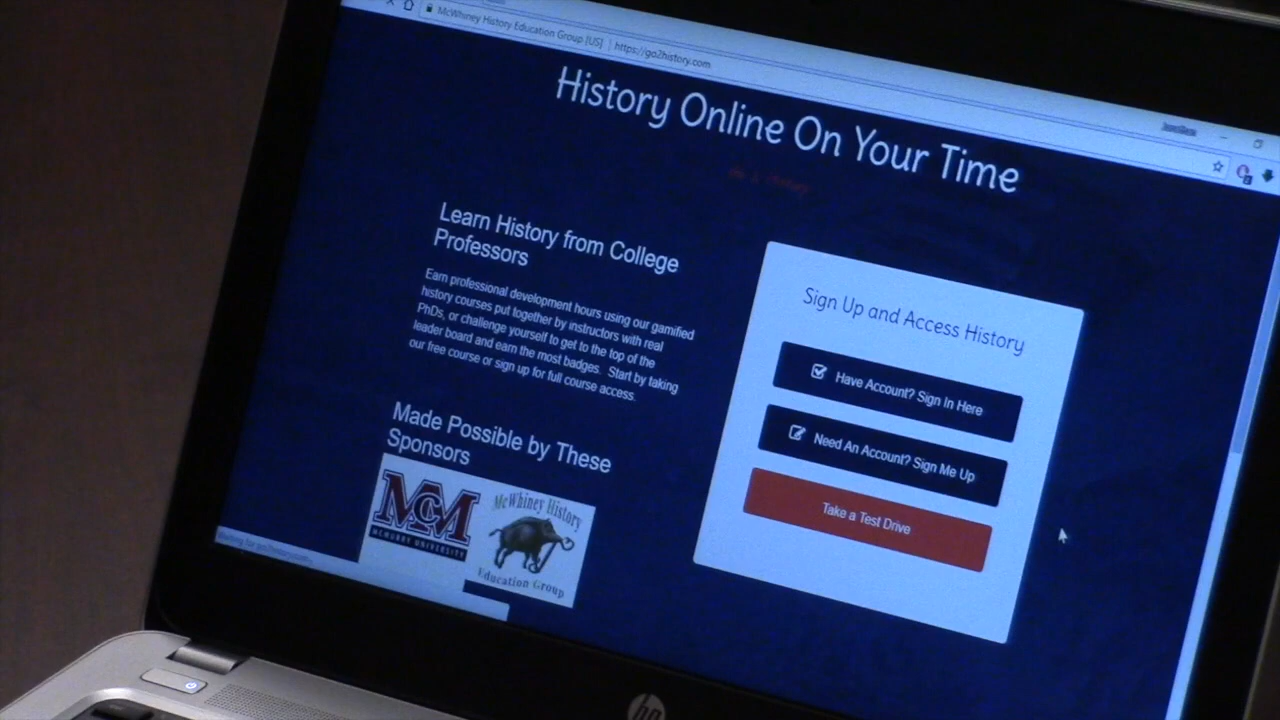 McWhiney History Education Group [US] | https://go2history.com
History Online On Your Time
Learn History from College
Professors
Earn professional development hours using our gamified
history courses put together by instructors with real
PhDs, or challenge yourself to get to the top of the
leader board and earn the most badges. Start by taking
our free course or sign up for full course access.
Made Possible by These
Sponsors
MCM
MCMURRY UNIVERSITY
McWhiney History
Education Group
Sign Up and Access History
Have Account? Sign In Here
Need An Account? Sign Me Up
Take a Test Drive
Waiting for go2history.com...
hp